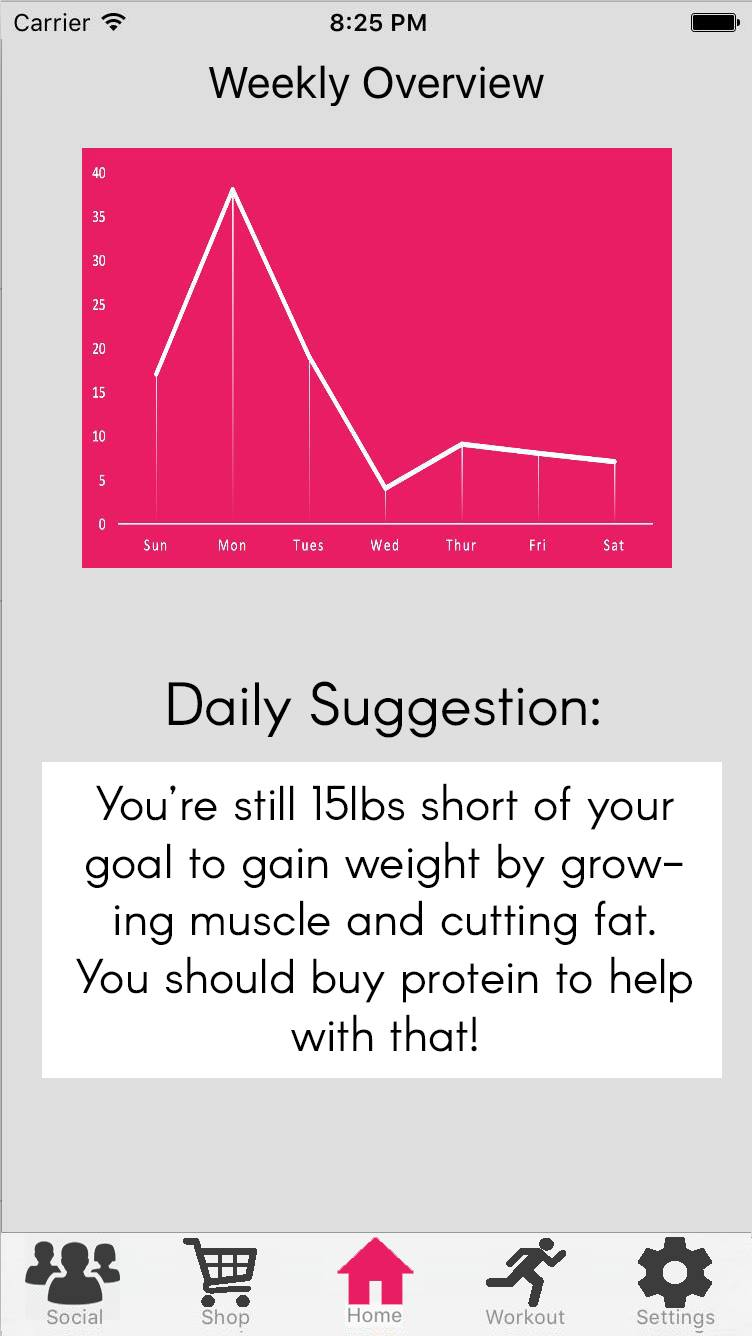 Carrier 8:25 PM
Weekly Overview
40
35
30
25
20
15
10
5
0
Sun Mon Tues Wed Thur Fri Sat
Daily Suggestion:
You're still 15lbs short of your
goal to gain weight by grow-
ing muscle and cutting fat.
You should buy protein to help
with that!
Social Shop Home Workout Settings